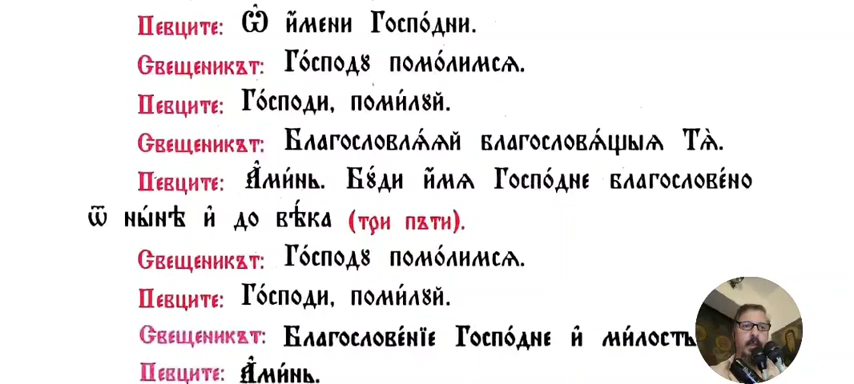 Певците: Ѡ҆ и҆́мени Госпо́дни.
Свещеникът: Го́сподꙋ помо́лимсѧ.
Певците: Го́споди, поми́лꙋй.
Свещеникът: Благословлѧ́ѧй благословѧ́щыѧ Тѧ̀.
Певците: А҆ми́нь. Бꙋ́ди и҆́мѧ Госпо́дне благослове́но
ѿ ны́нѣ и҆ до вѣ́ка (три пъти).
Свещеникът: Го́сподꙋ помо́лимсѧ.
Певците: Го́споди, поми́лꙋй.
Свещеникът: Благослове́нїе Госпо́дне и҆ ми́лость
Певците: А҆ми́нь.